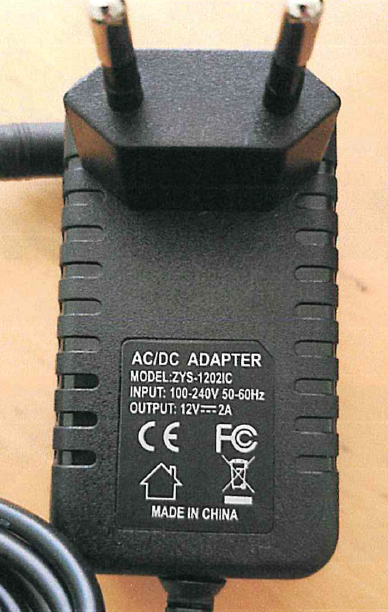 AC/DC ADAPTER
MODEL:ZYS-1202IC
INPUT: 100-240V 50-60Hz
OUTPUT: 12V⎓2A
CE FC
MADE IN CHINA